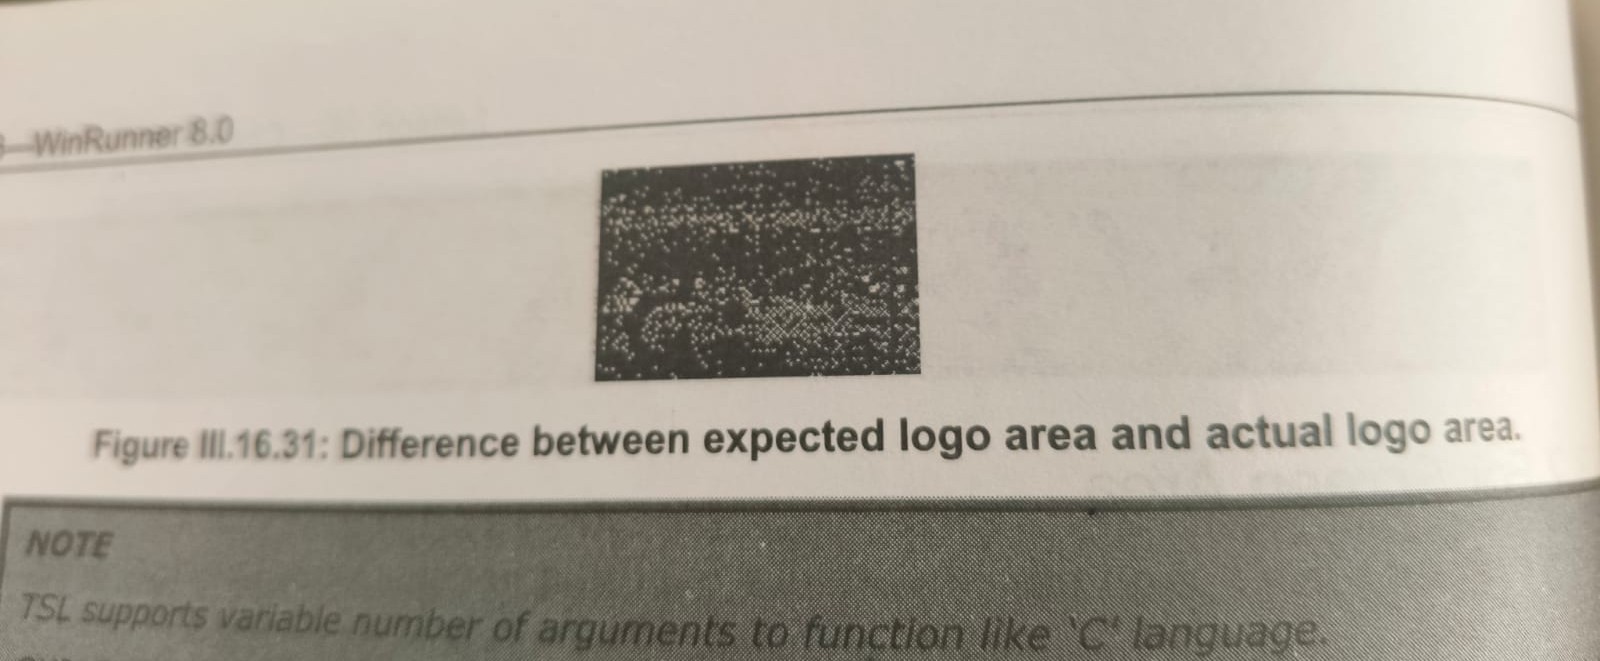 —WinRunner 8.0
Figure III.16.31: Difference between expected logo area and actual logo area.
NOTE
TSL supports variable number of arguments to function like ‘C’ language.